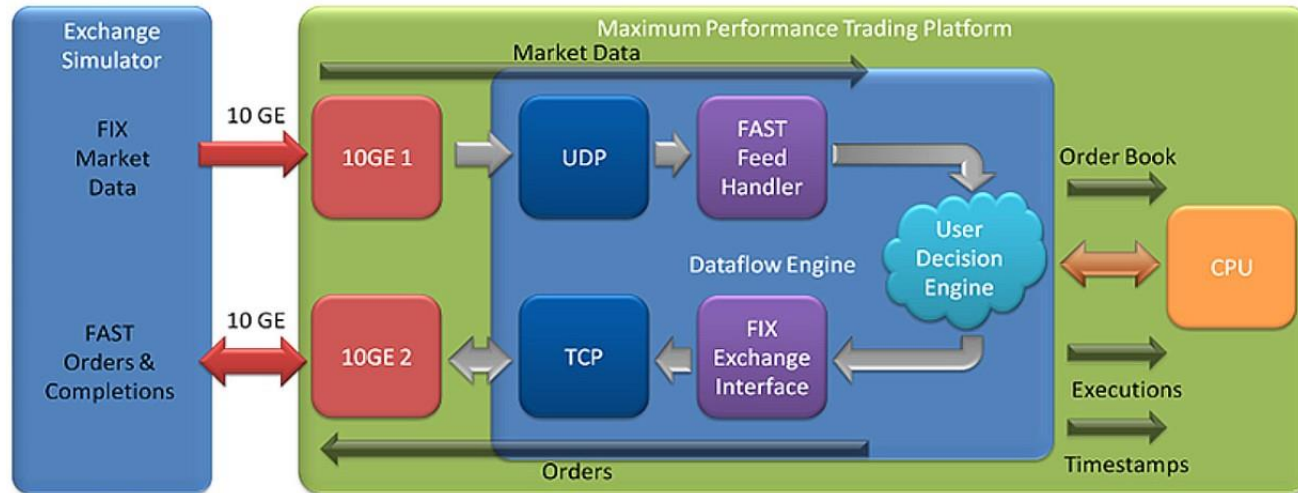 Exchange
Simulator
FIX
Market
Data
FAST
Orders &
Completions
10 GE
10 GE
Maximum Performance Trading Platform
Market Data
10GE 1
UDP
FAST
Feed
Handler
User
Decision
Engine
Dataflow Engine
10GE 2
TCP
FIX
Exchange
Interface
Orders
Order Book
CPU
Executions
Timestamps